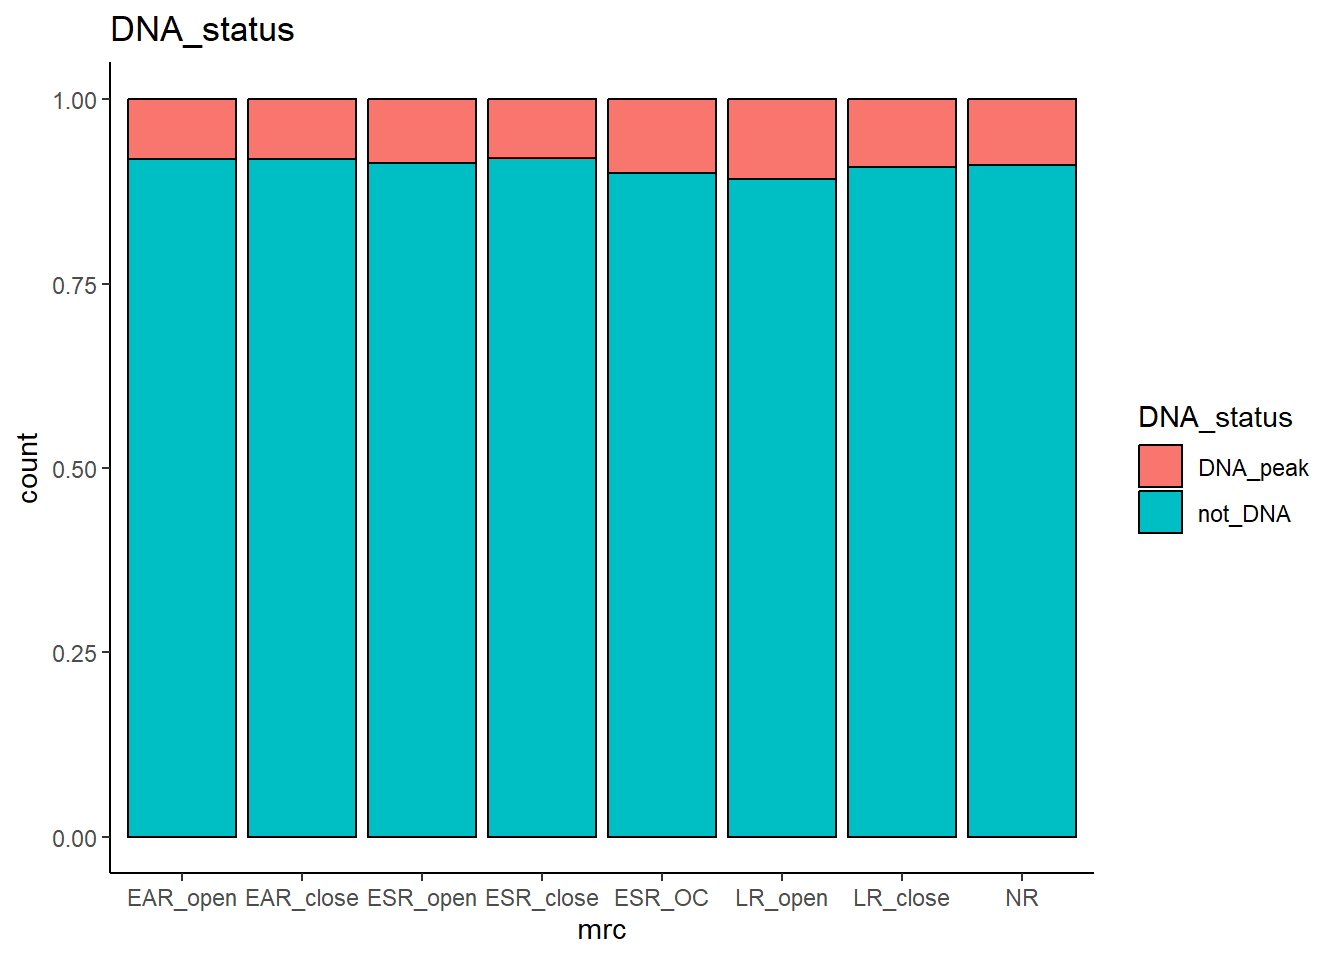 DNA_status
1.00
0.75
0.50
0.25
0.00
count
EAR_open EAR_close ESR_open ESR_close ESR_OC LR_open LR_close NR
mrc
DNA_status
DNA_peak
not_DNA